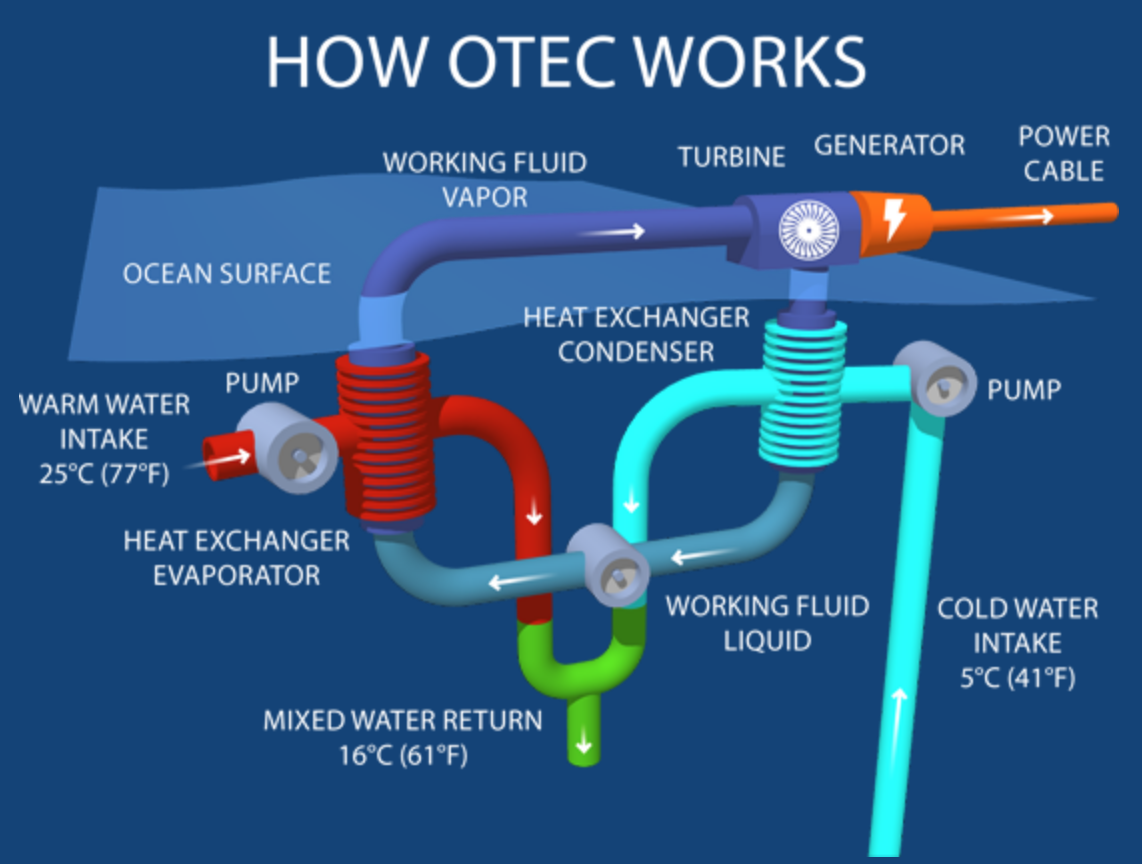 HOW OTEC WORKS
WORKING FLUID
VAPOR
TURBINE
GENERATOR
POWER
CABLE
OCEAN SURFACE
HEAT EXCHANGER
CONDENSER
PUMP
WARM WATER
INTAKE
25°C (77°F)
PUMP
HEAT EXCHANGER
EVAPORATOR
WORKING FLUID
LIQUID
COLD WATER
INTAKE
5°C (41°F)
MIXED WATER RETURN
16°C (61°F)